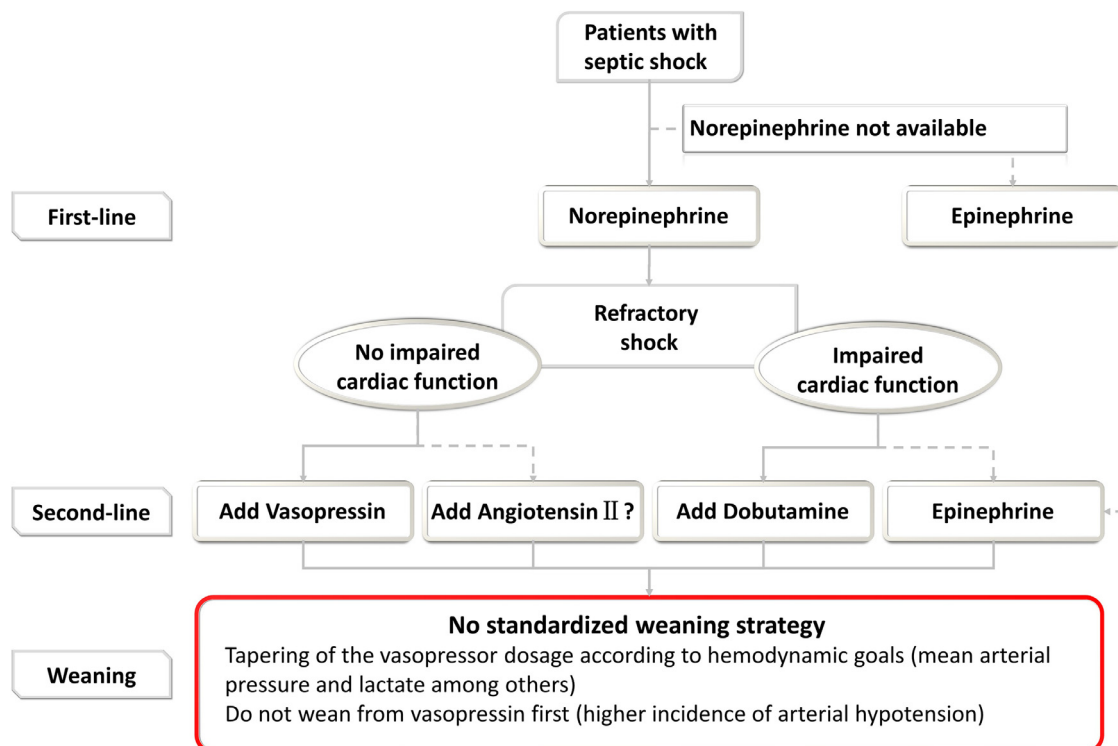 Patients with
septic shock
Norepinephrine not available
First-line
Norepinephrine
Epinephrine
Refractory
shock
No impaired
cardiac function
Impaired
cardiac function
Second-line
Add Vasopressin
Add Angiotensin Ⅱ ?
Add Dobutamine
Epinephrine
Weaning
No standardized weaning strategy
Tapering of the vasopressor dosage according to hemodynamic goals (mean arterial
pressure and lactate among others)
Do not wean from vasopressin first (higher incidence of arterial hypotension)